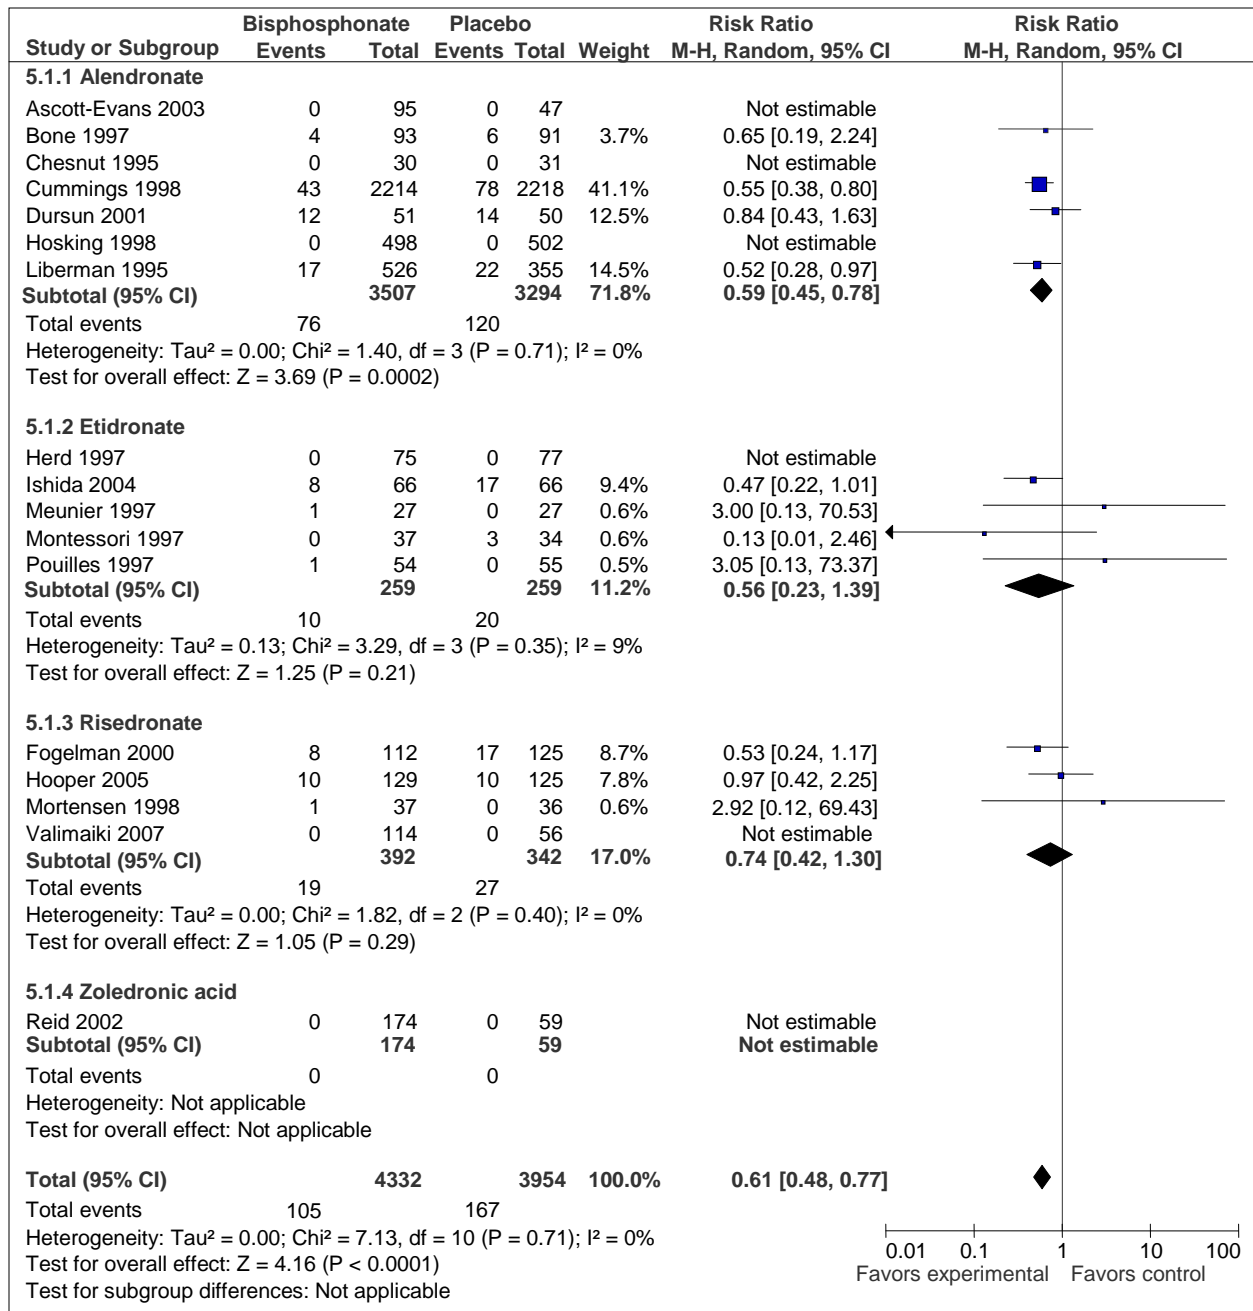 Bisphosphonate Placebo Risk Ratio Risk Ratio
Study or Subgroup Events Total Events Total Weight M-H, Random, 95% CI M-H, Random, 95% CI
5.1.1 Alendronate
Ascott-Evans 2003 0 95 0 47 Not estimable
Bone 1997 4 93 6 91 3.7% 0.65 [0.19, 2.24]
Chesnut 1995 0 30 0 31 Not estimable
Cummings 1998 43 2214 78 2218 41.1% 0.55 [0.38, 0.80]
Dursun 2001 12 51 14 50 12.5% 0.84 [0.43, 1.63]
Hosking 1998 0 498 0 502 Not estimable
Liberman 1995 17 526 22 355 14.5% 0.52 [0.28, 0.97]
Subtotal (95% CI) 3507 3294 71.8% 0.59 [0.45, 0.78]
Total events 76 120
Heterogeneity: Tau² = 0.00; Chi² = 1.40, df = 3 (P = 0.71); I² = 0%
Test for overall effect: Z = 3.69 (P = 0.0002)
5.1.2 Etidronate
Herd 1997 0 75 0 77 Not estimable
Ishida 2004 8 66 17 66 9.4% 0.47 [0.22, 1.01]
Meunier 1997 1 27 0 27 0.6% 3.00 [0.13, 70.53]
Montessori 1997 0 37 3 34 0.6% 0.13 [0.01, 2.46]
Pouilles 1997 1 54 0 55 0.5% 3.05 [0.13, 73.37]
Subtotal (95% CI) 259 259 11.2% 0.56 [0.23, 1.39]
Total events 10 20
Heterogeneity: Tau² = 0.13; Chi² = 3.29, df = 3 (P = 0.35); I² = 9%
Test for overall effect: Z = 1.25 (P = 0.21)
5.1.3 Risedronate
Fogelman 2000 8 112 17 125 8.7% 0.53 [0.24, 1.17]
Hooper 2005 10 129 10 125 7.8% 0.97 [0.42, 2.25]
Mortensen 1998 1 37 0 36 0.6% 2.92 [0.12, 69.43]
Valimaiki 2007 0 114 0 56 Not estimable
Subtotal (95% CI) 392 342 17.0% 0.74 [0.42, 1.30]
Total events 19 27
Heterogeneity: Tau² = 0.00; Chi² = 1.82, df = 2 (P = 0.40); I² = 0%
Test for overall effect: Z = 1.05 (P = 0.29)
5.1.4 Zoledronic acid
Reid 2002 0 174 0 59 Not estimable
Subtotal (95% CI) 174 59 Not estimable
Total events 0 0
Heterogeneity: Not applicable
Test for overall effect: Not applicable
Total (95% CI) 4332 3954 100.0% 0.61 [0.48, 0.77]
Total events 105 167
Heterogeneity: Tau² = 0.00; Chi² = 7.13, df = 10 (P = 0.71); I² = 0%
Test for overall effect: Z = 4.16 (P < 0.0001)
Test for subgroup differences: Not applicable
0.01 0.1 1 10 100
Favors experimental Favors control